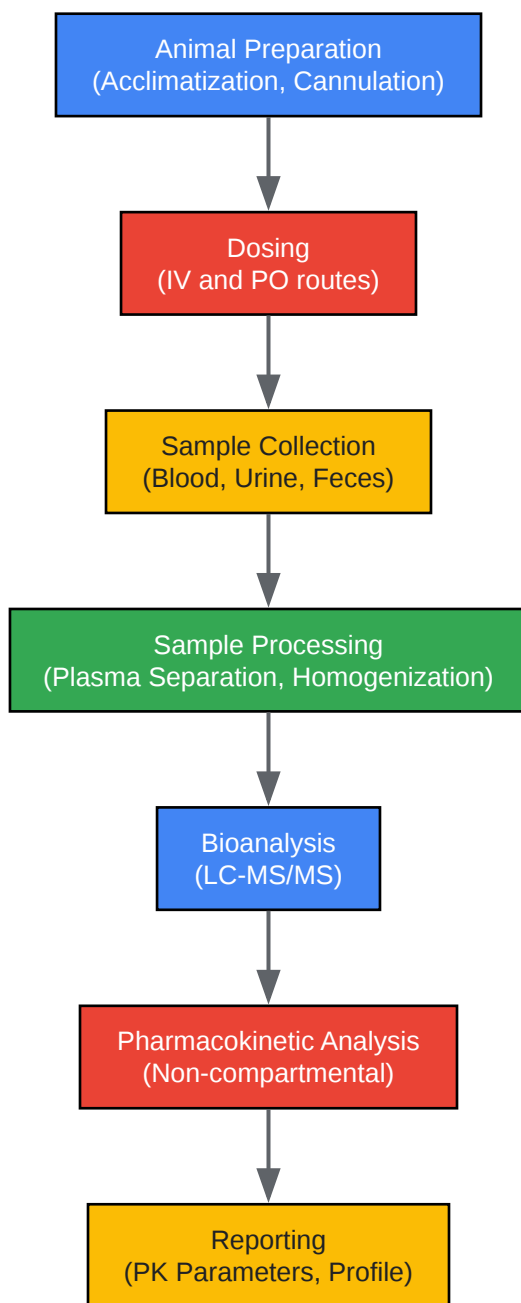 Animal Preparation
(Acclimatization, Cannulation)
Dosing
(IV and PO routes)
Sample Collection
(Blood, Urine, Feces)
Sample Processing
(Plasma Separation, Homogenization)
Bioanalysis
(LC-MS/MS)
Pharmacokinetic Analysis
(Non-compartmental)
Reporting
(PK Parameters, Profile)